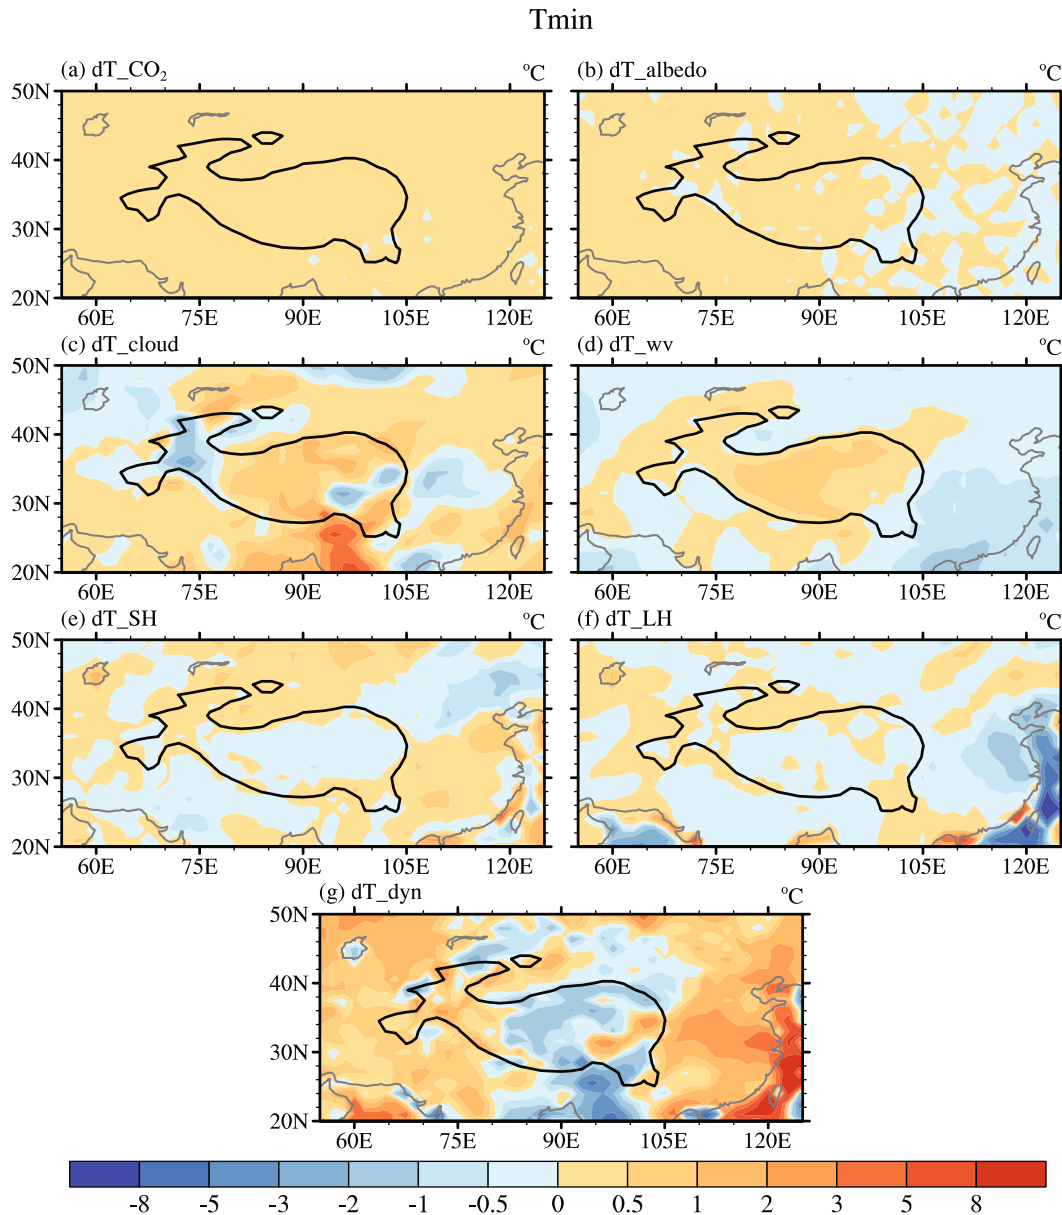 Tmin
(a) dT_CO₂ °C
(b) dT_albedo °C
50N
40N
30N
20N
60E 75E 90E 105E 120E
50N
40N
30N
20N
60E 75E 90E 105E 120E
(c) dT_cloud °C
(d) dT_wv °C
50N
40N
30N
20N
60E 75E 90E 105E 120E
50N
40N
30N
20N
60E 75E 90E 105E 120E
(e) dT_SH °C
(f) dT_LH °C
50N
40N
30N
20N
60E 75E 90E 105E 120E
50N
40N
30N
20N
60E 75E 90E 105E 120E
(g) dT_dyn °C
50N
40N
30N
20N
60E 75E 90E 105E 120E
-8 -5 -3 -2 -1 -0.5 0 0.5 1 2 3 5 8